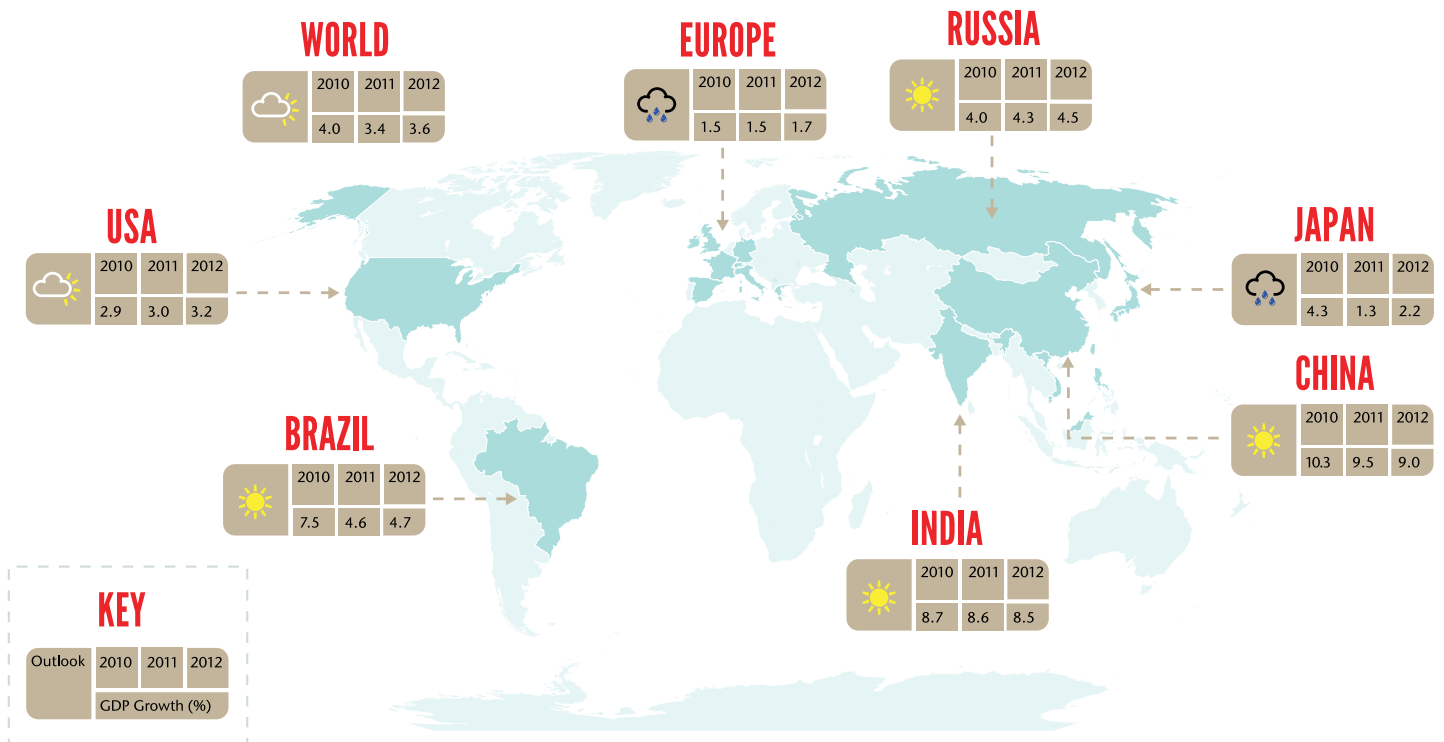 WORLD
2010 2011 2012
4.0 3.4 3.6
EUROPE
2010 2011 2012
1.5 1.5 1.7
RUSSIA
2010 2011 2012
4.0 4.3 4.5
USA
2010 2011 2012
2.9 3.0 3.2
JAPAN
2010 2011 2012
4.3 1.3 2.2
CHINA
2010 2011 2012
10.3 9.5 9.0
BRAZIL
2010 2011 2012
7.5 4.6 4.7
INDIA
2010 2011 2012
8.7 8.6 8.5
KEY
Outlook 2010 2011 2012
GDP Growth (%)